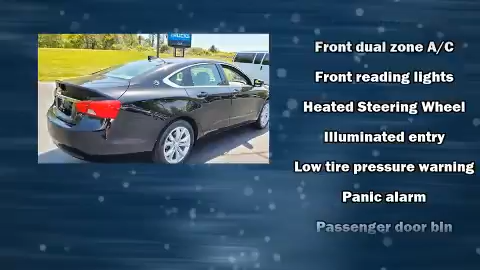 Front dual zone A/C
Front reading lights
Heated Steering Wheel
Illuminated entry
Low tire pressure warning
Panic alarm
Passenger door bin